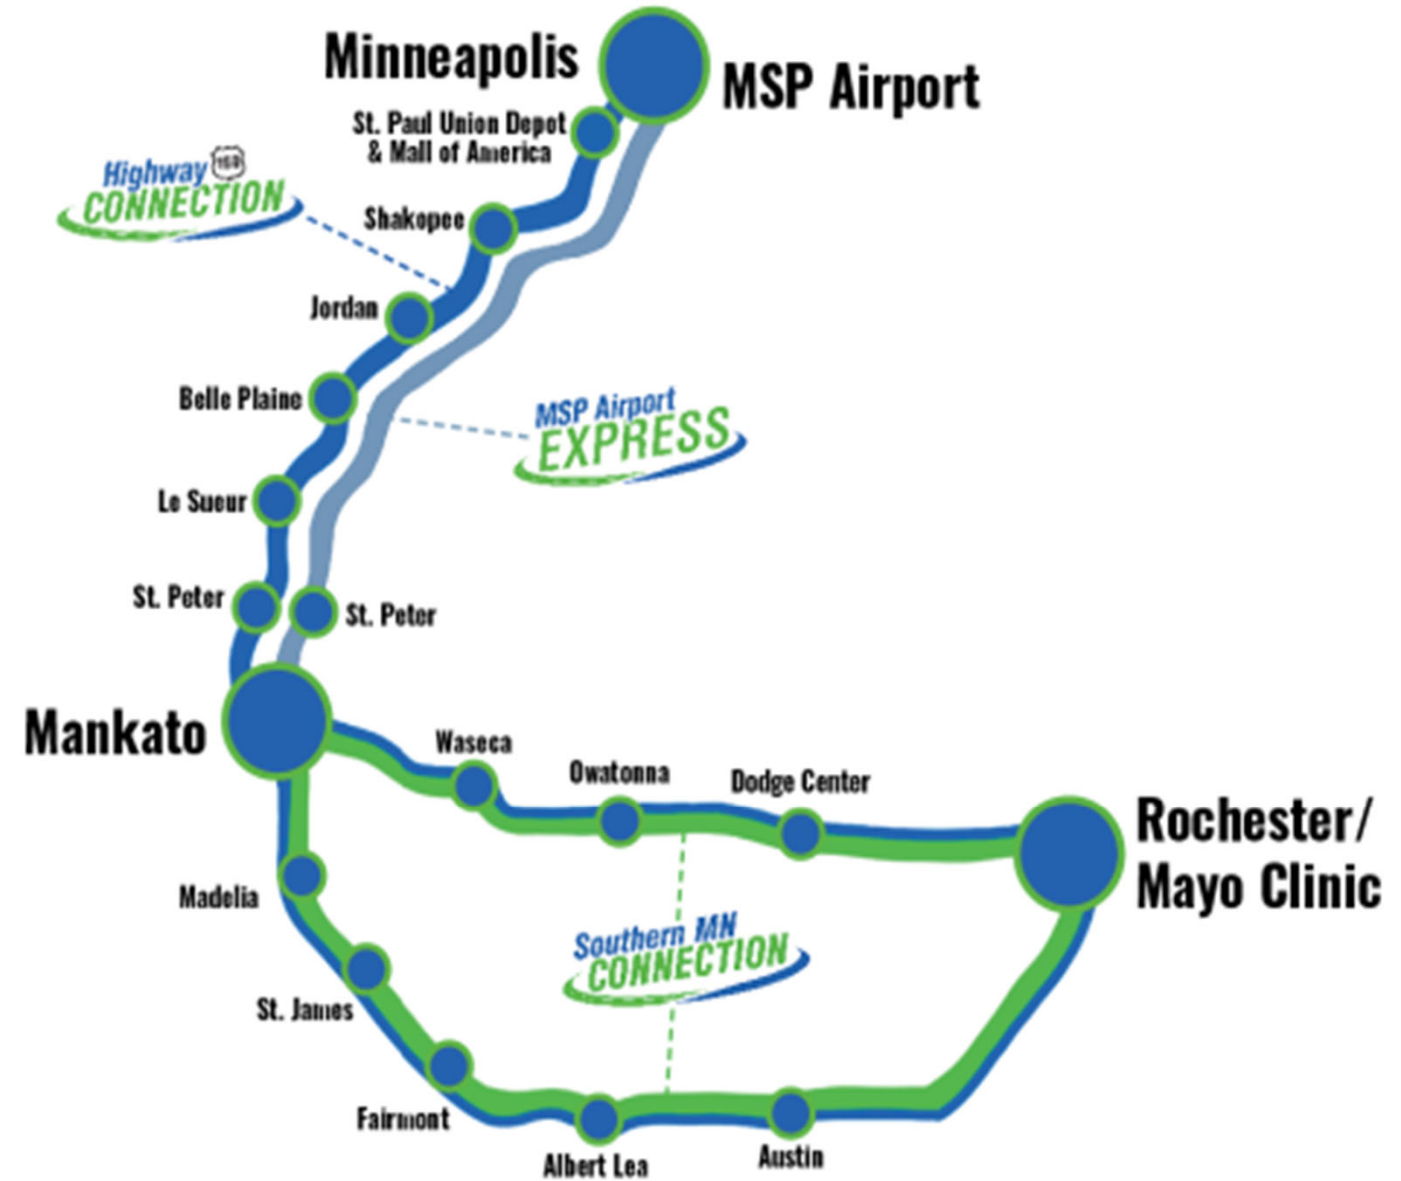 Minneapolis
MSP Airport
St. Paul Union Depot
& Mall of America
Highway 169
CONNECTION
Shakopee
Jordan
Belle Plaine
MSP Airport
EXPRESS
Le Sueur
St. Peter
St. Peter
Mankato
Waseca
Owatonna
Dodge Center
Rochester/
Mayo Clinic
Madelia
Southern MN
CONNECTION
St. James
Fairmont
Albert Lea
Austin